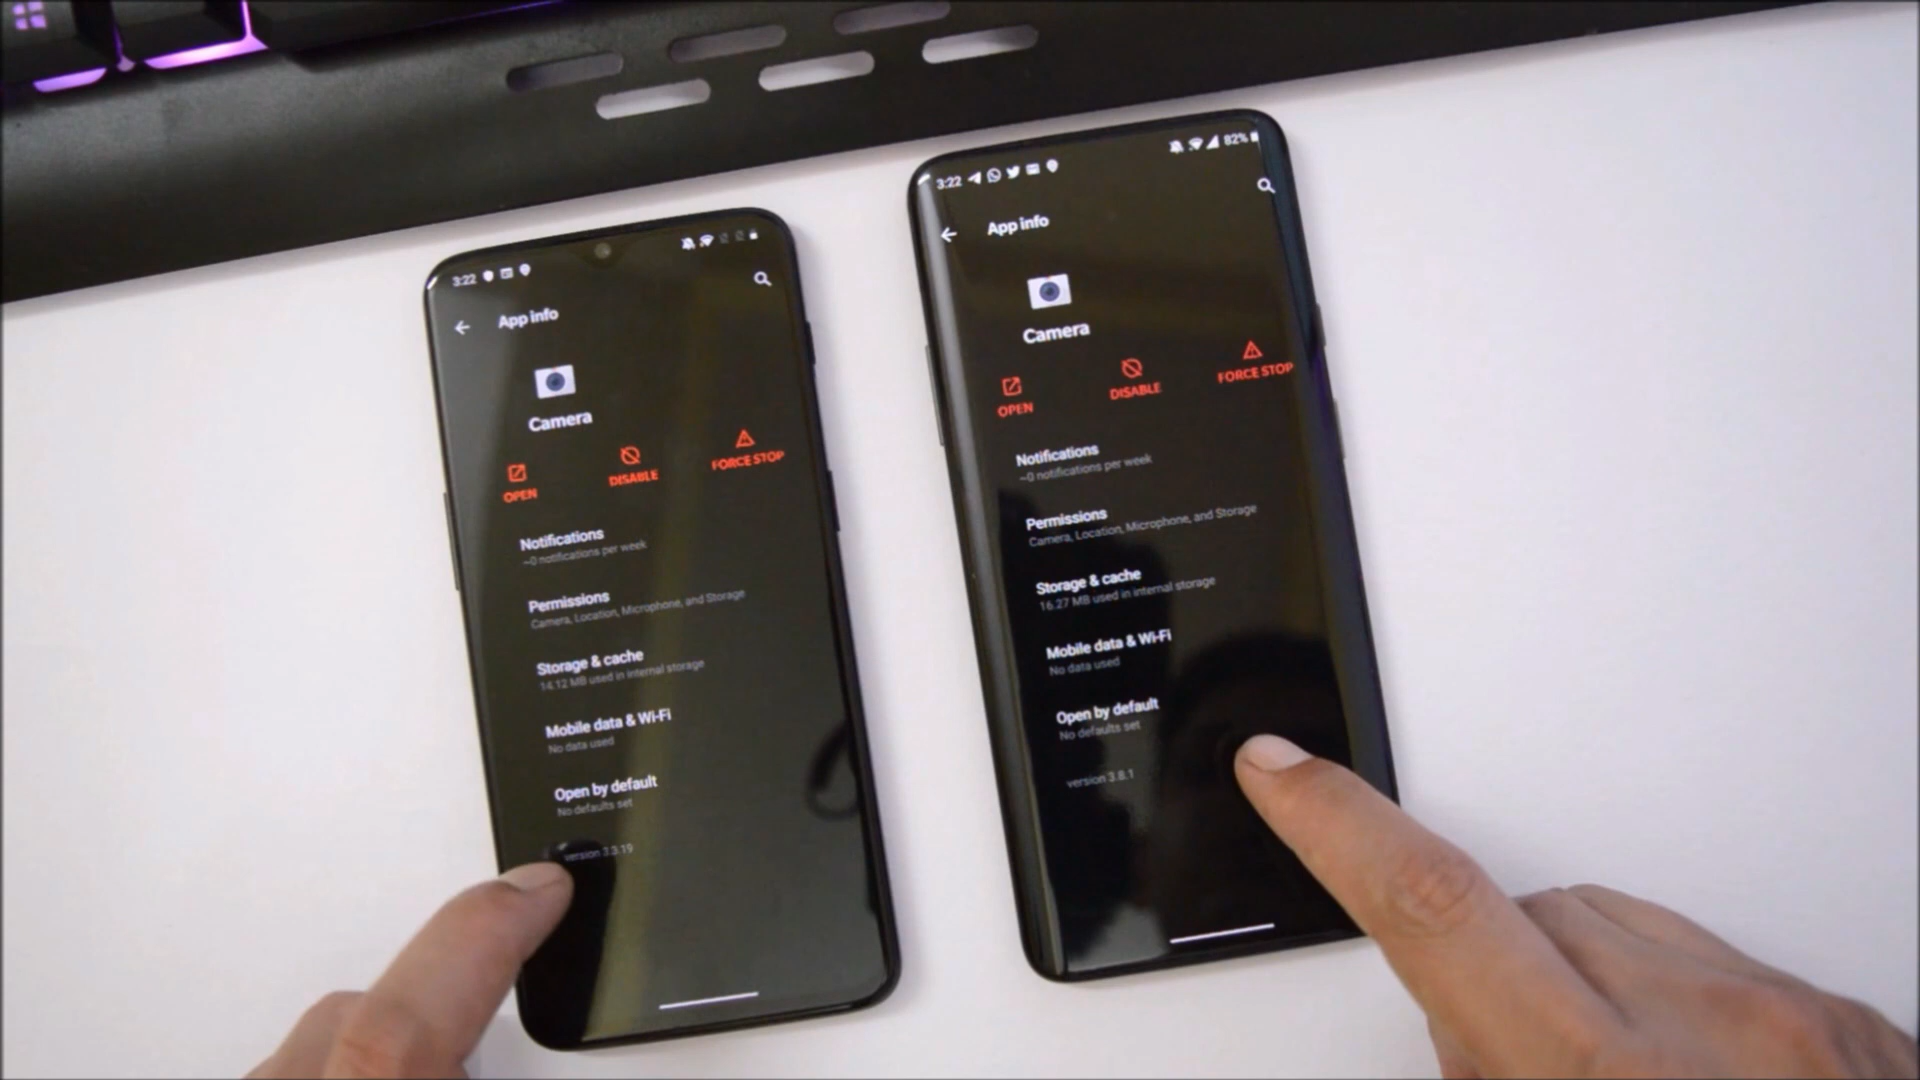 3:22
App info
Camera
OPEN
DISABLE
FORCE STOP
Notifications
~0 notifications per week
Permissions
Camera, Location, Microphone, and Storage
Storage & cache
14.12 MB used in internal storage
Mobile data & Wi-Fi
No data used
Open by default
No defaults set
version 3.3.19
3:22
82%
App info
Camera
OPEN
DISABLE
FORCE STOP
Notifications
~0 notifications per week
Permissions
Camera, Location, Microphone, and Storage
Storage & cache
16.27 MB used in internal storage
Mobile data & Wi-Fi
No data used
Open by default
No defaults set
version 3.8.1